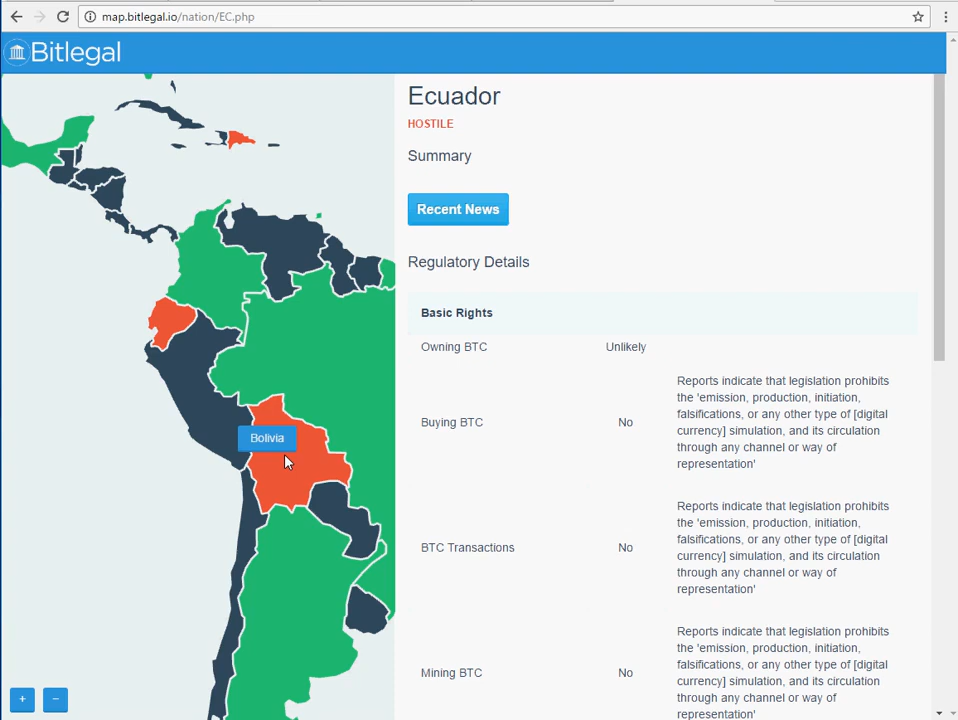 map.bitlegal.io/nation/EC.php
Bitlegal
Ecuador
HOSTILE
Summary
Recent News
Regulatory Details
Basic Rights
Owning BTC Unlikely
Buying BTC No
Reports indicate that legislation prohibits
the 'emission, production, initiation,
falsifications, or any other type of [digital
currency] simulation, and its circulation
through any channel or way of
representation'
BTC Transactions No
Reports indicate that legislation prohibits
the 'emission, production, initiation,
falsifications, or any other type of [digital
currency] simulation, and its circulation
through any channel or way of
representation'
Mining BTC No
Reports indicate that legislation prohibits
the 'emission, production, initiation,
falsifications, or any other type of [digital
currency] simulation, and its circulation
through any channel or way of
Bolivia
+ −